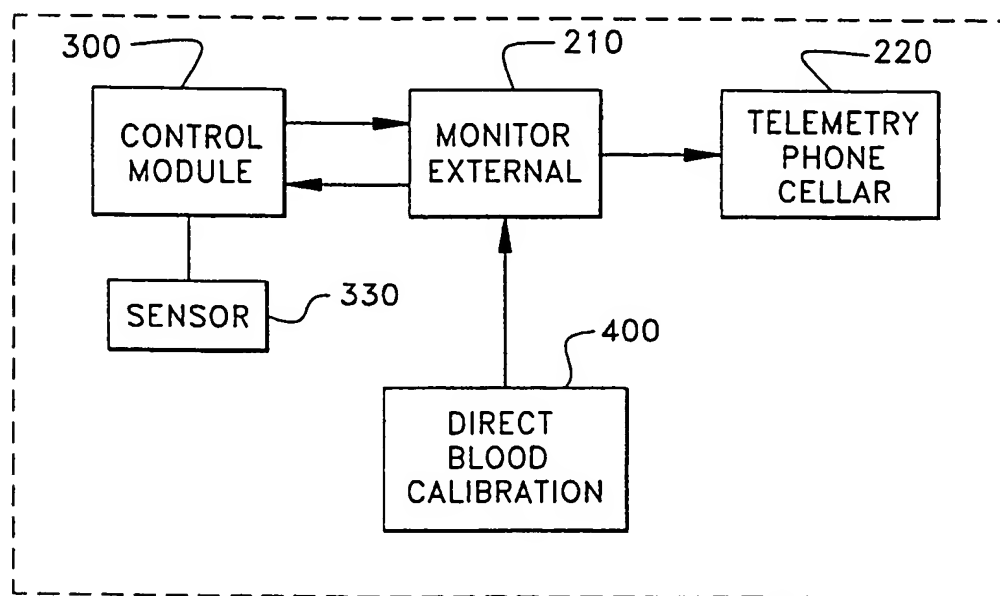 300
210
220
CONTROL
MODULE
MONITOR
EXTERNAL
TELEMETRY
PHONE
CELLAR
SENSOR
330
400
DIRECT
BLOOD
CALIBRATION